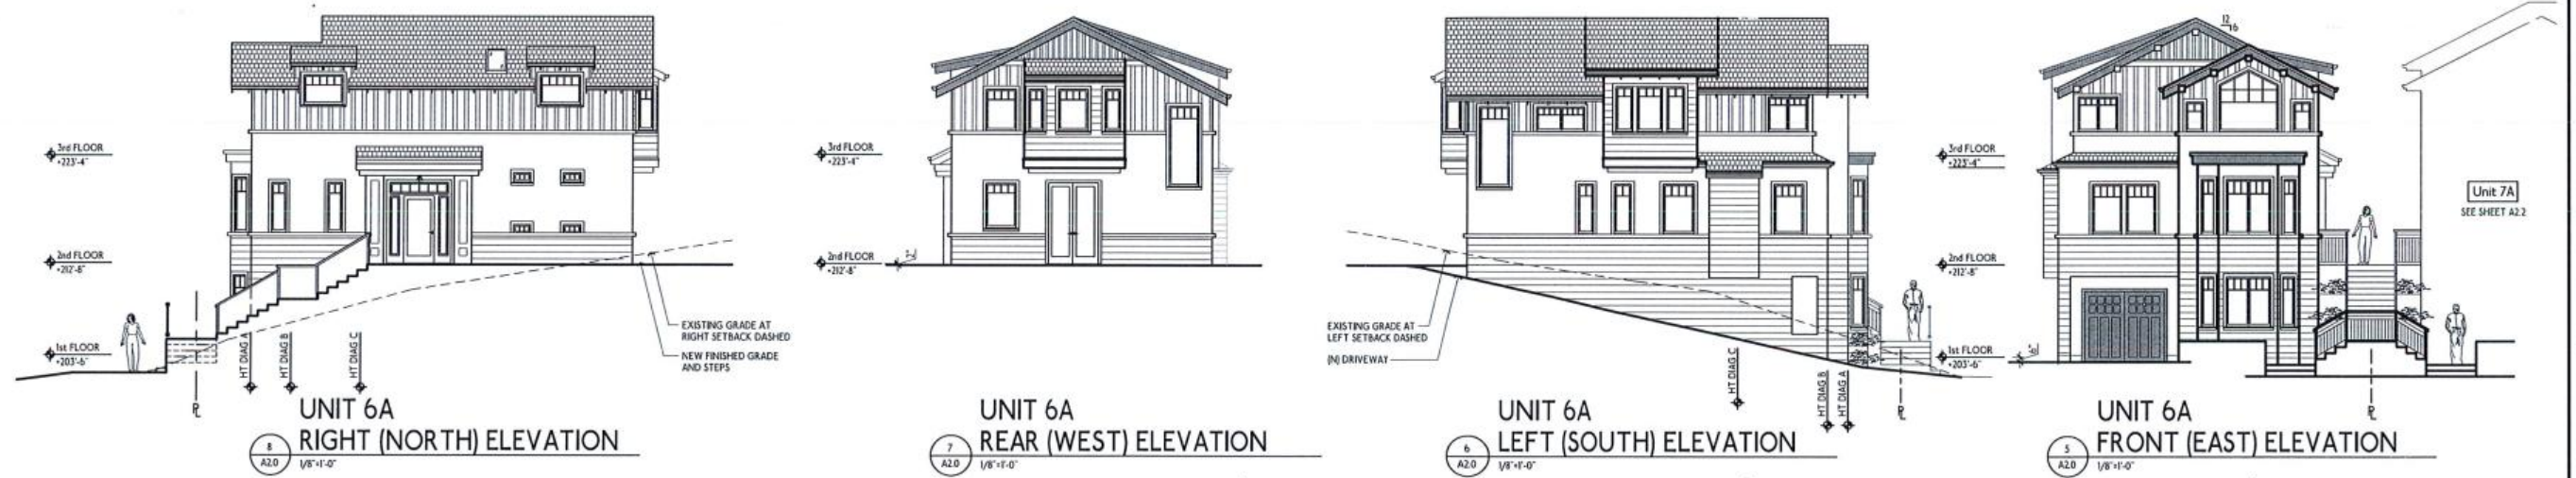 3rd FLOOR
+223'-4"
2nd FLOOR
+212'-8"
1st FLOOR
+203'-6"
HT DIAG A
HT DIAG B
HT DIAG C
EXISTING GRADE AT
RIGHT SETBACK DASHED
NEW FINISHED GRADE
AND STEPS
PL
UNIT 6A
8
A2.0
RIGHT (NORTH) ELEVATION
1/8"=1'-0"
3rd FLOOR
+223'-4"
2nd FLOOR
+212'-8"
UNIT 6A
7
A2.0
REAR (WEST) ELEVATION
1/8"=1'-0"
EXISTING GRADE AT
LEFT SETBACK DASHED
(N) DRIVEWAY
HT DIAG C
HT DIAG B
HT DIAG A
PL
UNIT 6A
6
A2.0
LEFT (SOUTH) ELEVATION
1/8"=1'-0"
12
6
3rd FLOOR
+223'-4"
2nd FLOOR
+212'-8"
1st FLOOR
+203'-6"
Unit 7A
SEE SHEET A2.2
PL
UNIT 6A
5
A2.0
FRONT (EAST) ELEVATION
1/8"=1'-0"